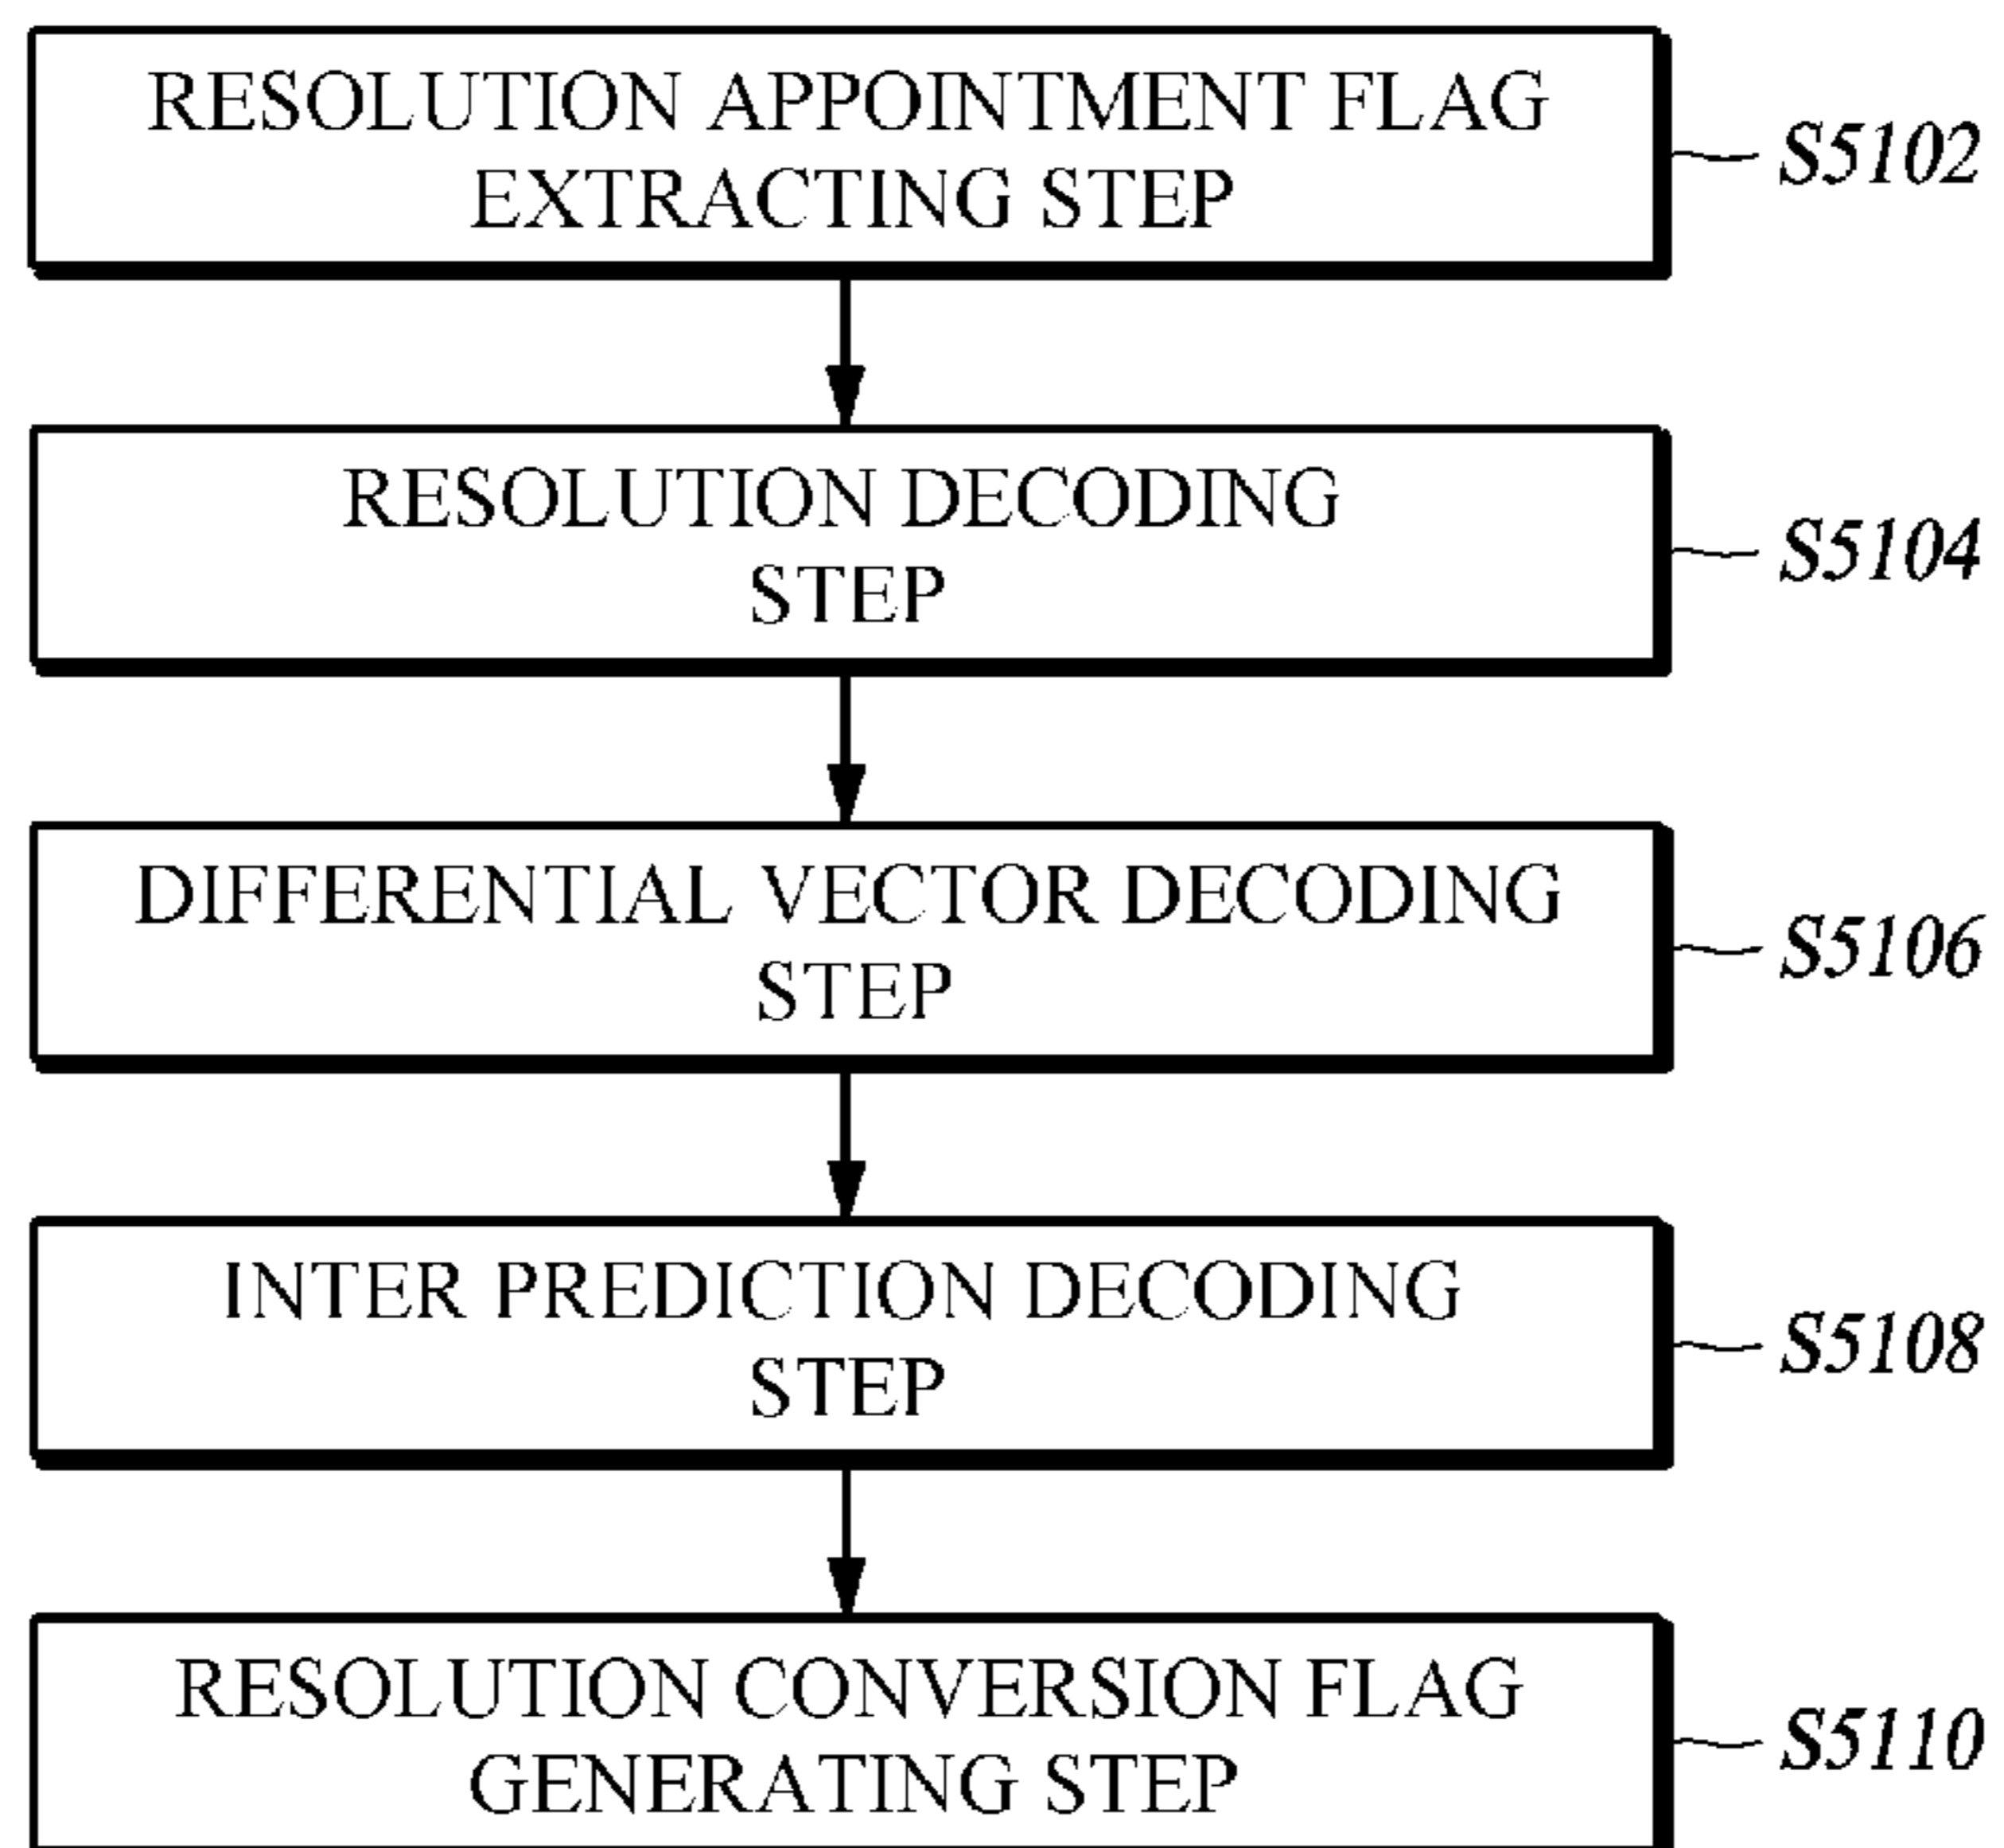 RESOLUTION APPOINTMENT FLAG
EXTRACTING STEP
S5102
RESOLUTION DECODING
STEP
S5104
DIFFERENTIAL VECTOR DECODING
STEP
S5106
INTER PREDICTION DECODING
STEP
S5108
RESOLUTION CONVERSION FLAG
GENERATING STEP
S5110